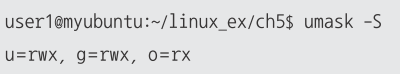 user1@myubuntu:~/linux_ex/ch5$ umask –S
u=rwx, g=rwx, o=rx